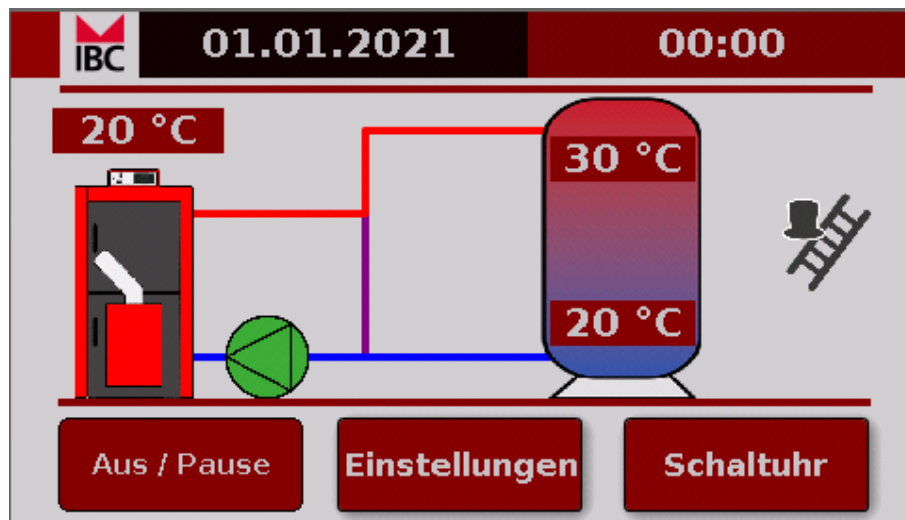 IBC
01.01.2021
00:00
20 °C
30 °C
20 °C
Aus / Pause
Einstellungen
Schaltuhr